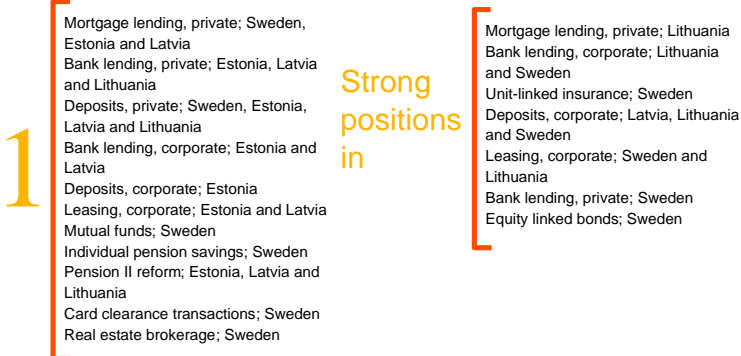 1
Mortgage lending, private; Sweden,
Estonia and Latvia
Bank lending, private; Estonia, Latvia
and Lithuania
Deposits, private; Sweden, Estonia,
Latvia and Lithuania
Bank lending, corporate; Estonia and
Latvia
Deposits, corporate; Estonia
Leasing, corporate; Estonia and Latvia
Mutual funds; Sweden
Individual pension savings; Sweden
Pension II reform; Estonia, Latvia and
Lithuania
Card clearance transactions; Sweden
Real estate brokerage; Sweden
Strong
positions
in
Mortgage lending, private; Lithuania
Bank lending, corporate; Lithuania
and Sweden
Unit-linked insurance; Sweden
Deposits, corporate; Latvia, Lithuania
and Sweden
Leasing, corporate; Sweden and
Lithuania
Bank lending, private; Sweden
Equity linked bonds; Sweden